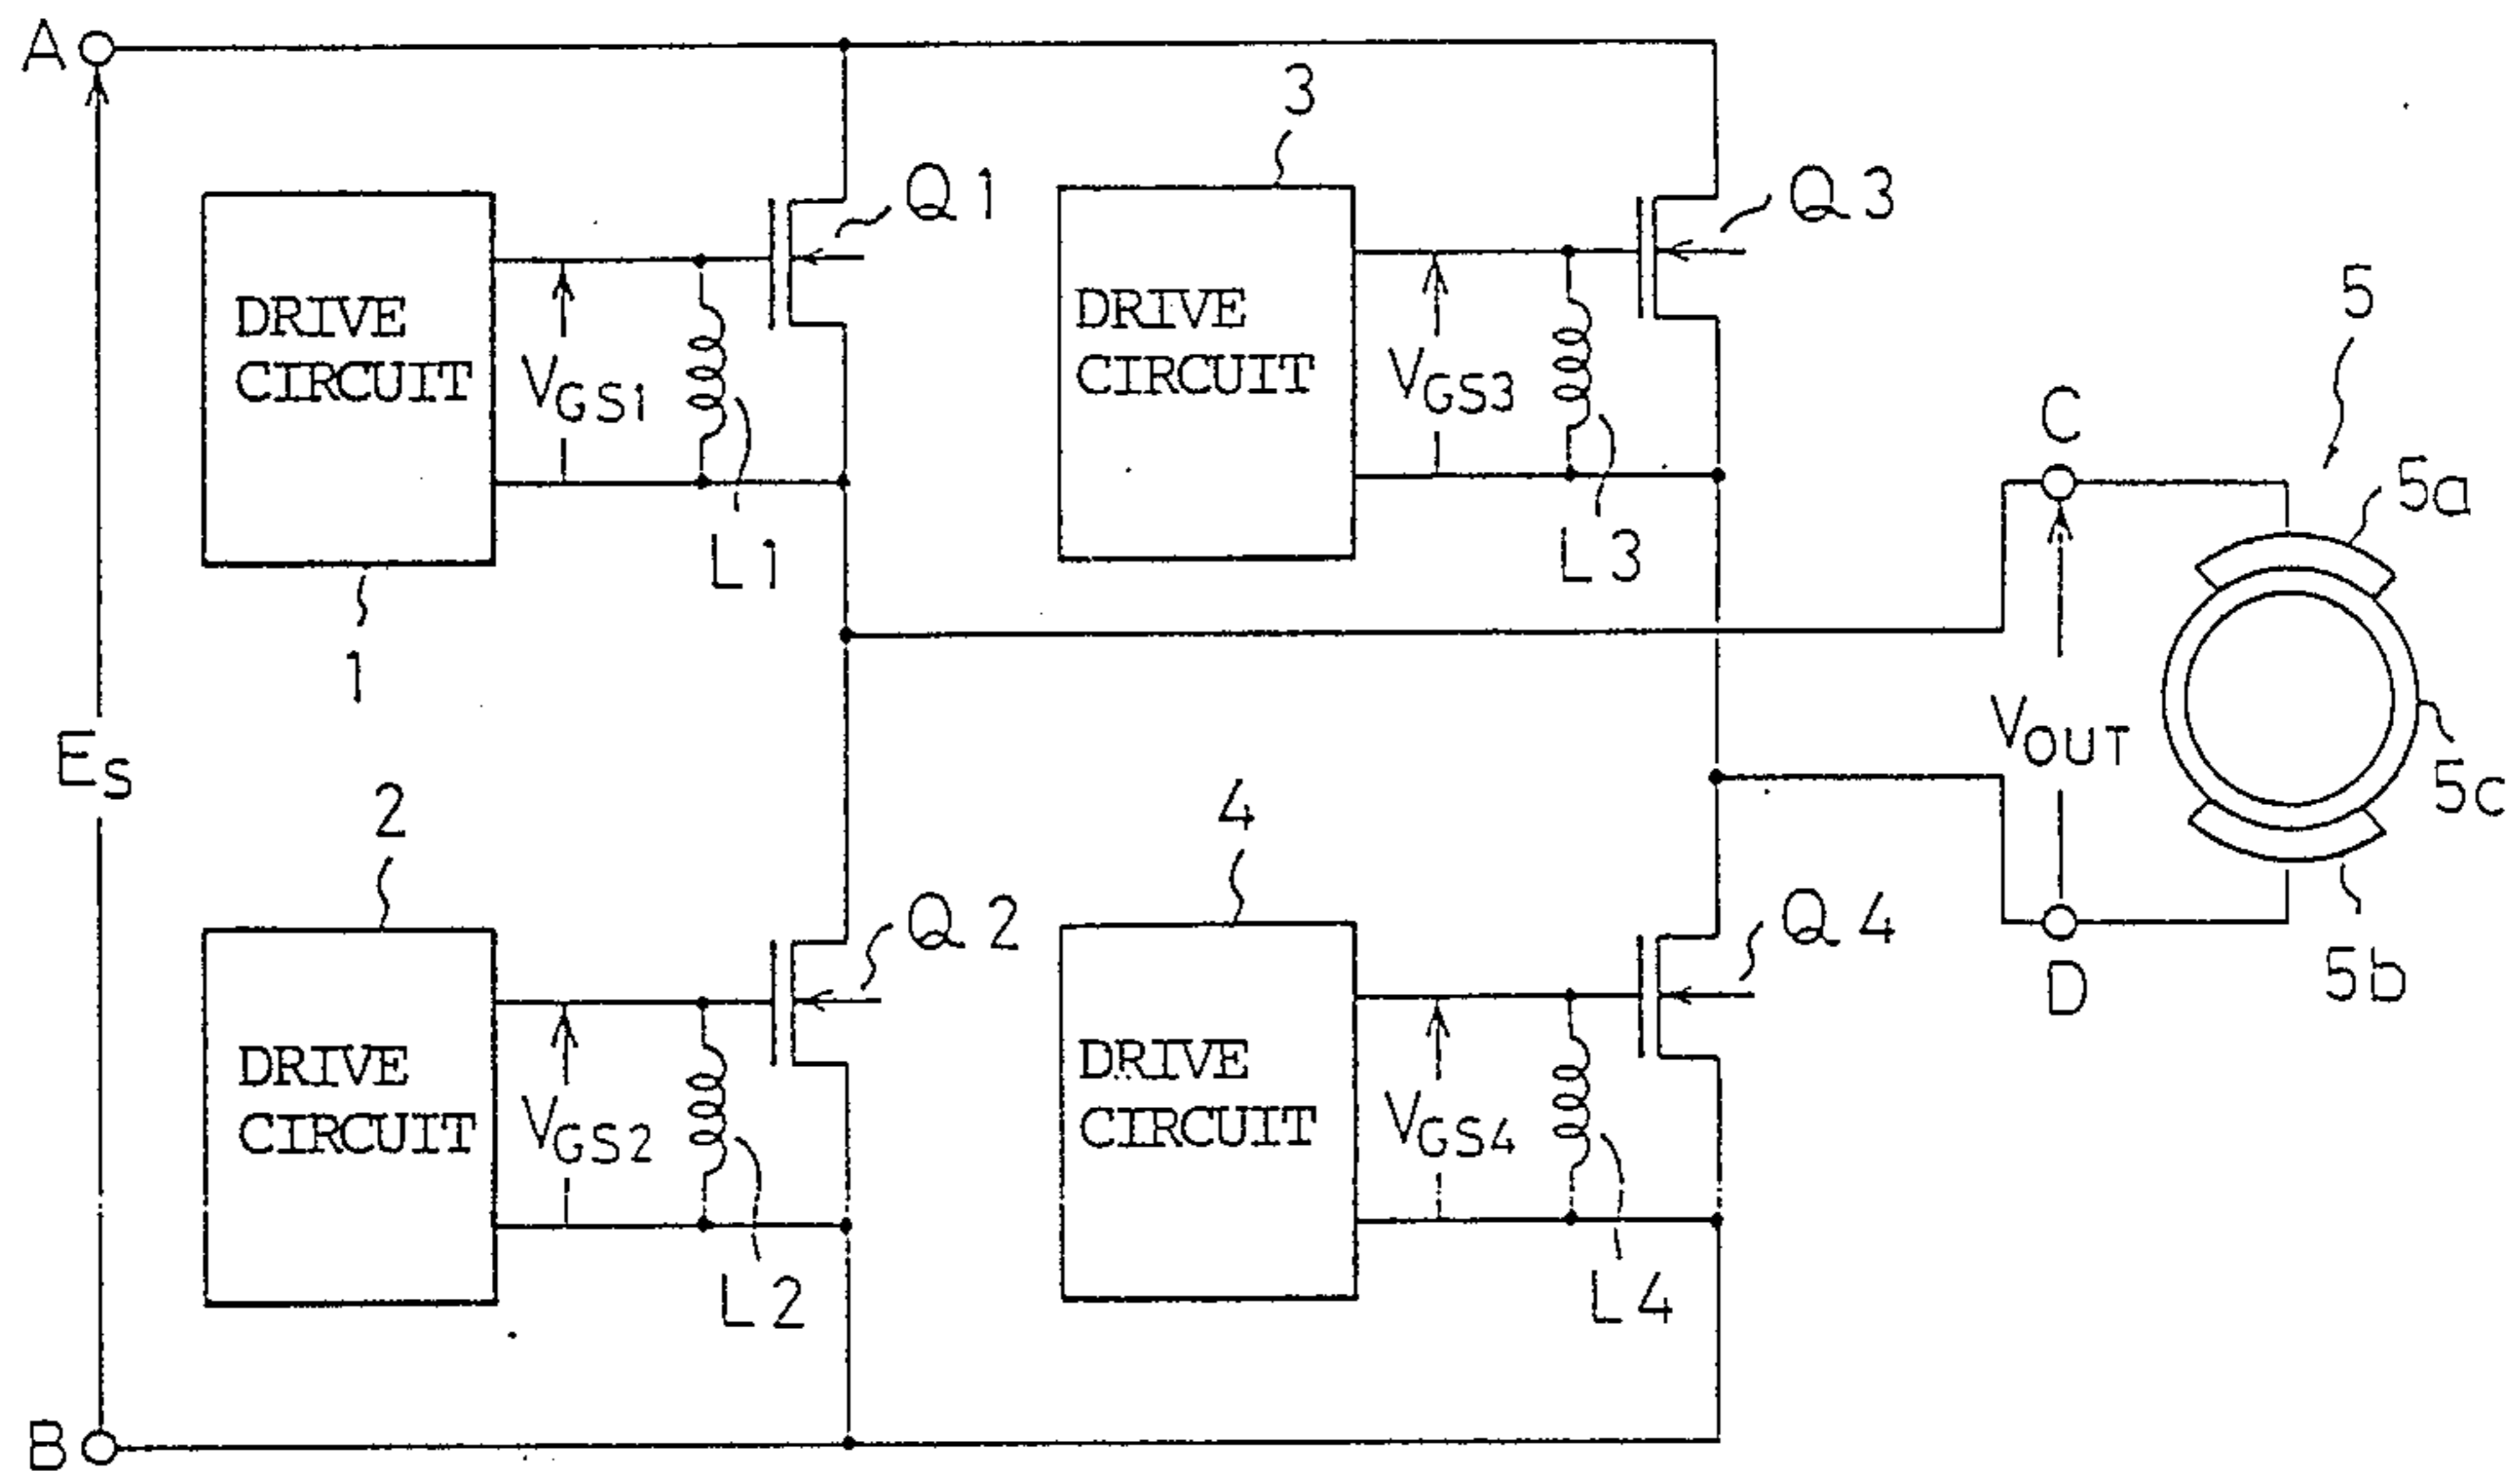 A
3
Q1
Q3
DRIVE
CIRCUIT
VGS1
DRIVE
CIRCUIT
VGS3
5
C
5a
L1
L3
1
ES
VOUT
5c
2
4
Q2
Q4
D
5b
DRIVE
CIRCUIT
VGS2
DRIVE
CIRCUIT
VGS4
L2
L4
B